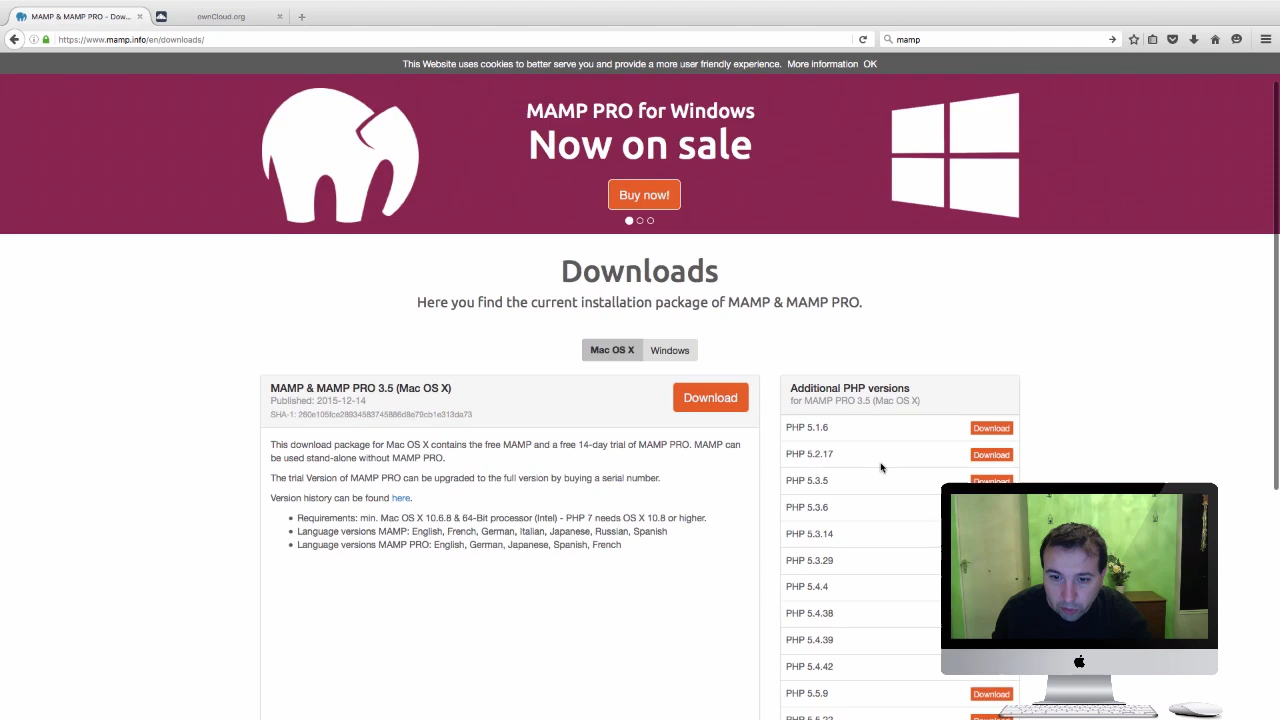 MAMP & MAMP PRO - Dow...
ownCloud.org
https://www.mamp.info/en/downloads/
mamp
This Website uses cookies to better serve you and provide a more user friendly experience. More information OK
MAMP PRO for Windows
Now on sale
Buy now!
Downloads
Here you find the current installation package of MAMP & MAMP PRO.
Mac OS X Windows
MAMP & MAMP PRO 3.5 (Mac OS X)
Published: 2015-12-14
SHA-1: 260e105fce28934583745886d8e79cb1e313da73
Download
This download package for Mac OS X contains the free MAMP and a free 14-day trial of MAMP PRO. MAMP can
be used stand-alone without MAMP PRO.
The trial Version of MAMP PRO can be upgraded to the full version by buying a serial number.
Version history can be found here.
Requirements: min. Mac OS X 10.6.8 & 64-Bit processor (Intel) - PHP 7 needs OS X 10.8 or higher.
Language versions MAMP: English, French, German, Italian, Japanese, Russian, Spanish
Language versions MAMP PRO: English, German, Japanese, Spanish, French
Additional PHP versions
for MAMP PRO 3.5 (Mac OS X)
PHP 5.1.6 Download
PHP 5.2.17 Download
PHP 5.3.5 Download
PHP 5.3.6
PHP 5.3.14
PHP 5.3.29
PHP 5.4.4
PHP 5.4.38
PHP 5.4.39
PHP 5.4.42
PHP 5.5.9 Download